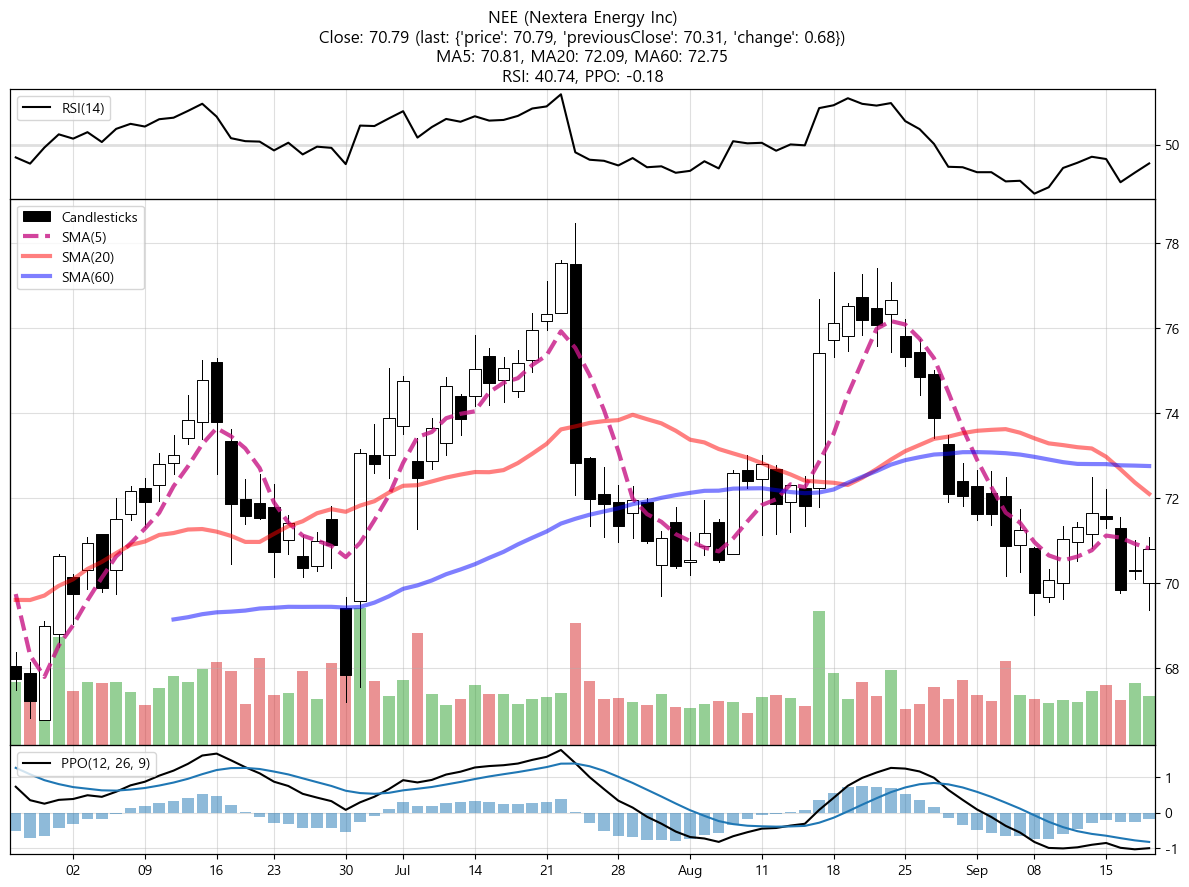 NEE (Nextera Energy Inc)
Close: 70.79 (last: {'price': 70.79, 'previousClose': 70.31, 'change': 0.68})
MA5: 70.81, MA20: 72.09, MA60: 72.75
RSI: 40.74, PPO: -0.18
RSI(14)
50
Candlesticks
SMA(5)
SMA(20)
SMA(60)
78
76
74
72
70
68
PPO(12, 26, 9)
1
0
-1
02 09 16 23 30 Jul 14 21 28 Aug 11 18 25 Sep 08 15